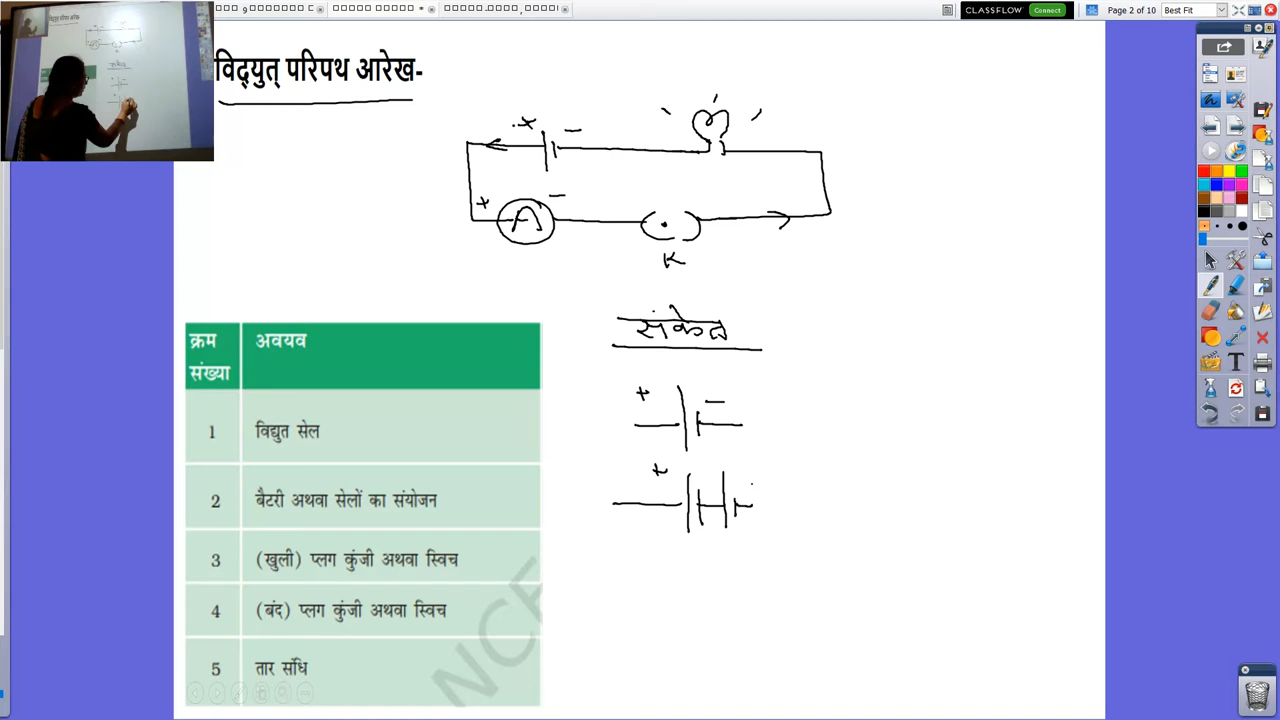 9
CLASSFLOW Connect
Page 2 of 10
Best Fit
विद्युत् परिपथ आरेख-
+ −
+ −
A
K
संकेत
क्रम संख्या अवयव
1 विद्युत सेल
+ −
2 बैटरी अथवा सेलों का संयोजन
+
3 (खुली) प्लग कुंजी अथवा स्विच
4 (बंद) प्लग कुंजी अथवा स्विच
5 तार संधि